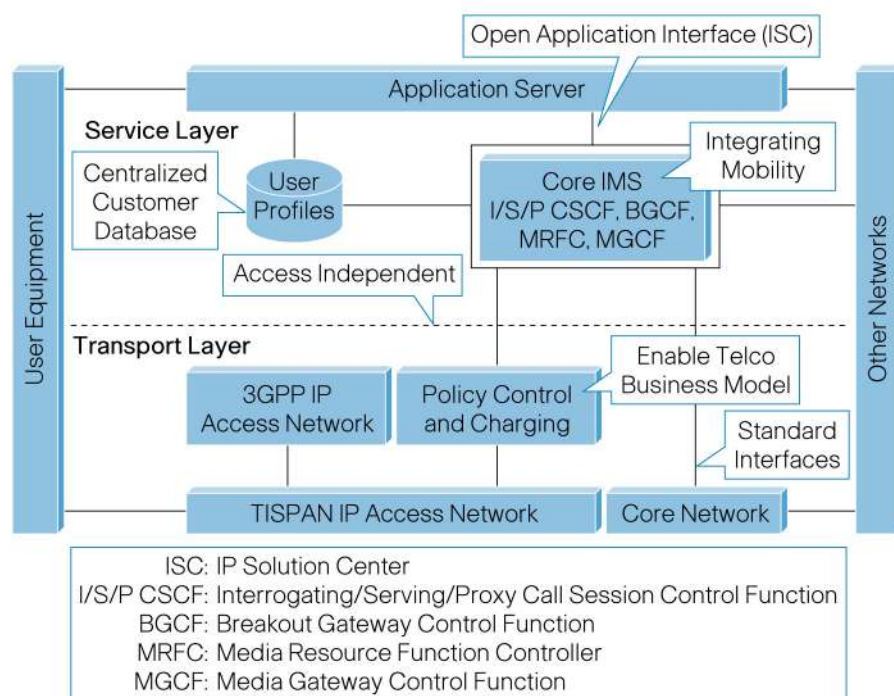 Open Application Interface (ISC)
Application Server
Service Layer
Integrating
Mobility
Centralized
Customer
Database
User
Profiles
Core IMS
I/S/P CSCF, BGCF,
MRFC, MGCF
Access Independent
User Equipment
Other Networks
Transport Layer
Enable Telco
Business Model
3GPP IP
Access Network
Policy Control
and Charging
Standard
Interfaces
TISPAN IP Access Network
Core Network
ISC: IP Solution Center
I/S/P CSCF: Interrogating/Serving/Proxy Call Session Control Function
BGCF: Breakout Gateway Control Function
MRFC: Media Resource Function Controller
MGCF: Media Gateway Control Function